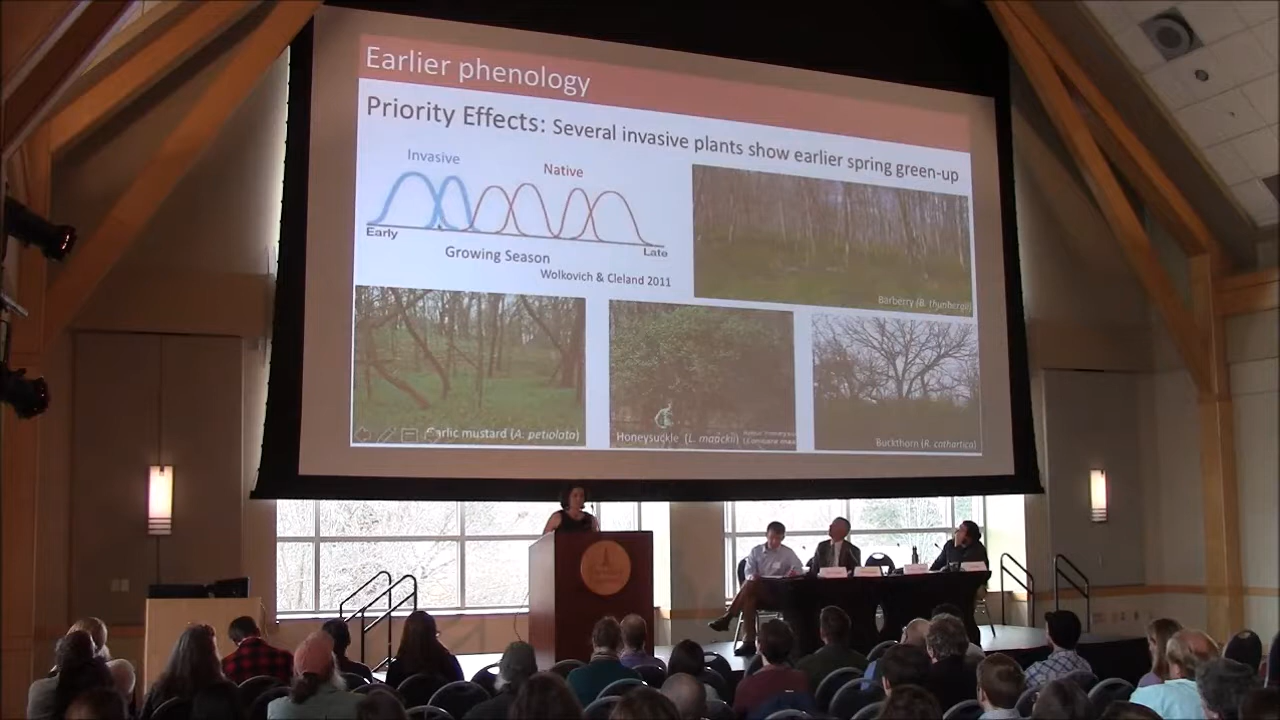 Earlier phenology
Priority Effects: Several invasive plants show earlier spring green-up
Invasive
Native
Early
Late
Growing Season
Wolkovich & Cleland 2011
Barberry (B. thunbergii)
Garlic mustard (A. petiolata)
Honeysuckle (L. maackii)
Buckthorn (R. cathartica)